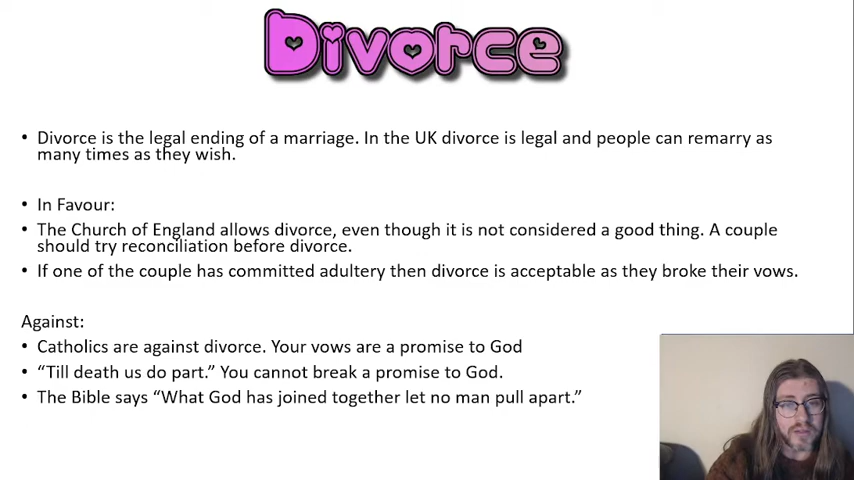 Divorce
• Divorce is the legal ending of a marriage. In the UK divorce is legal and people can remarry as
many times as they wish.
• In Favour:
• The Church of England allows divorce, even though it is not considered a good thing. A couple
should try reconciliation before divorce.
• If one of the couple has committed adultery then divorce is acceptable as they broke their vows.
Against:
• Catholics are against divorce. Your vows are a promise to God
• “Till death us do part.” You cannot break a promise to God.
• The Bible says “What God has joined together let no man pull apart.”